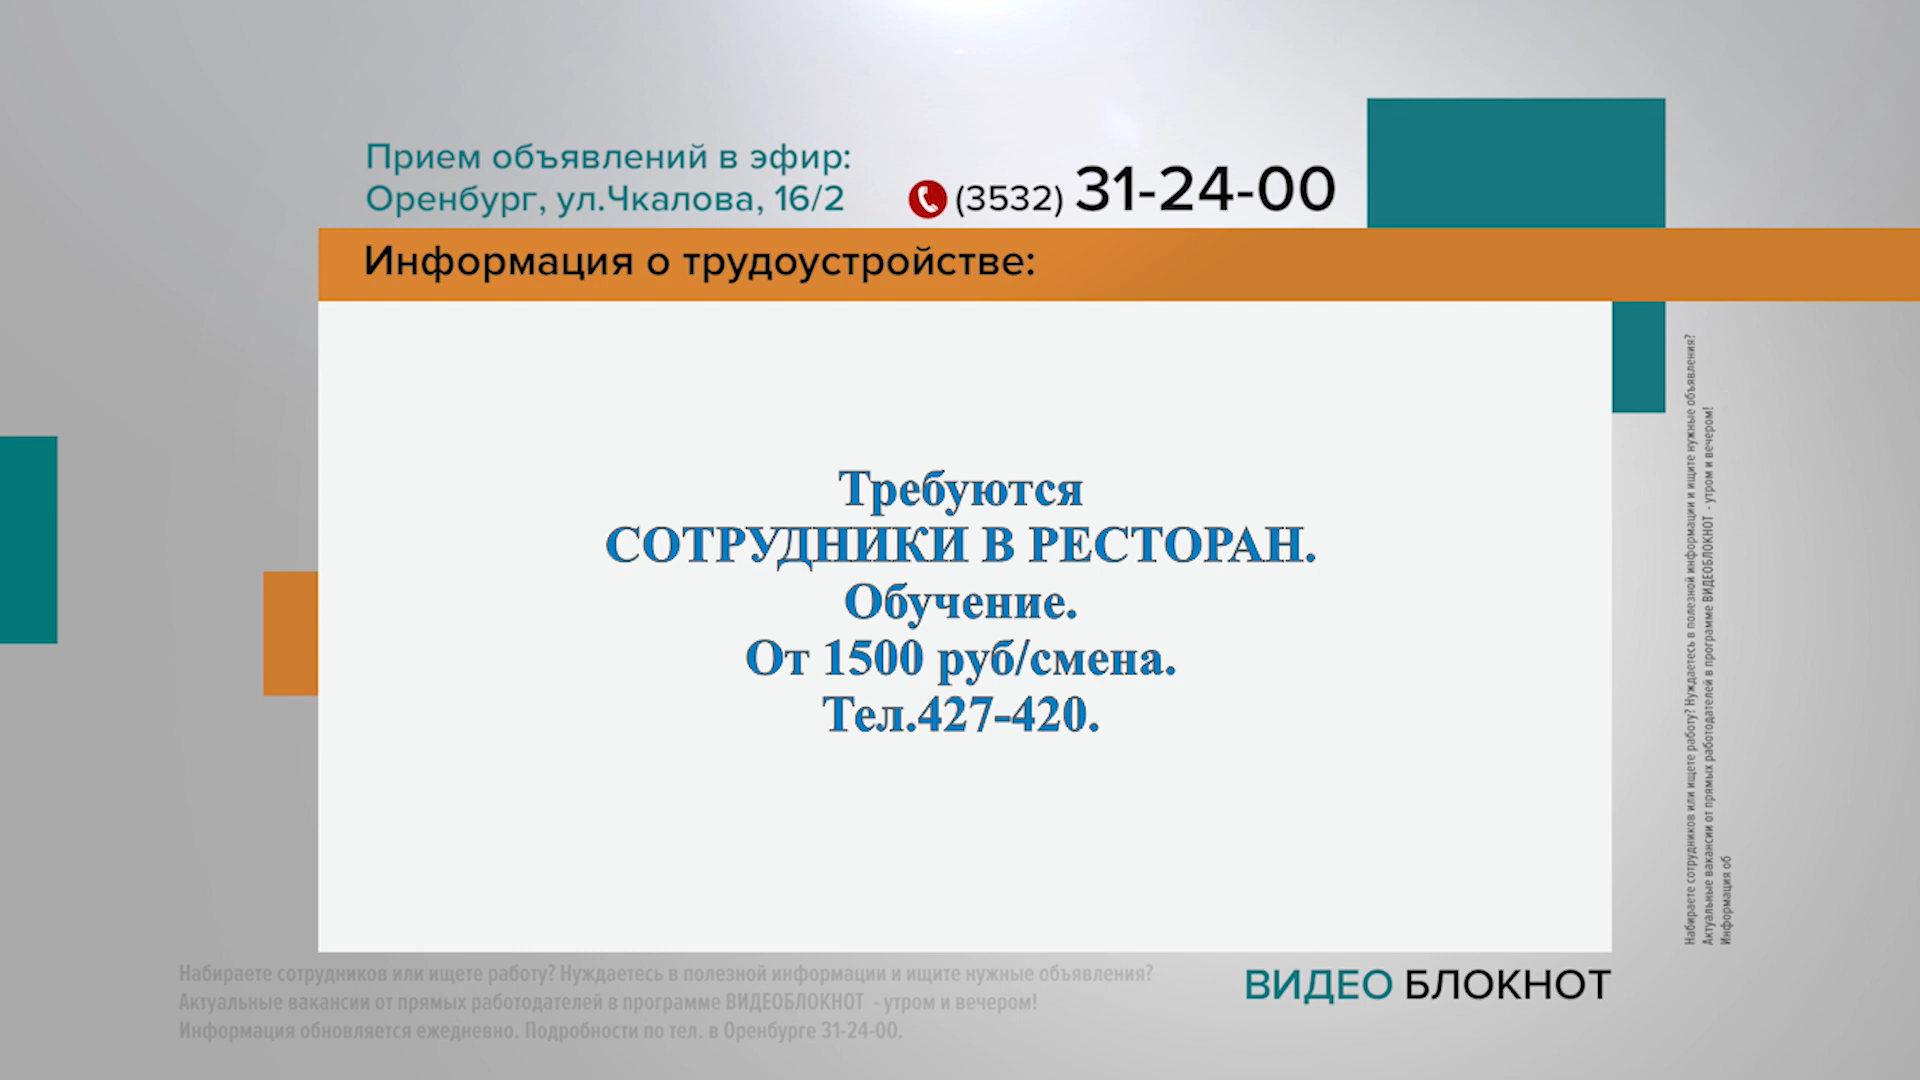 Прием объявлений в эфир:
Оренбург, ул.Чкалова, 16/2
(3532) 31-24-00
Информация о трудоустройстве:
Требуются
СОТРУДНИКИ В РЕСТОРАН.
Обучение.
От 1500 руб/смена.
Тел.427-420.
Набираете сотрудников или ищете работу? Нуждаетесь в полезной информации и ищите нужные объявления?
Актуальные вакансии от прямых работодателей в программе ВИДЕОБЛОКНОТ - утром и вечером!
Информация об
Набираете сотрудников или ищете работу? Нуждаетесь в полезной информации и ищите нужные объявления?
Актуальные вакансии от прямых работодателей в программе ВИДЕОБЛОКНОТ - утром и вечером!
Информация обновляется ежедневно. Подробности по тел. в Оренбурге 31-24-00.
ВИДЕО БЛОКНОТ